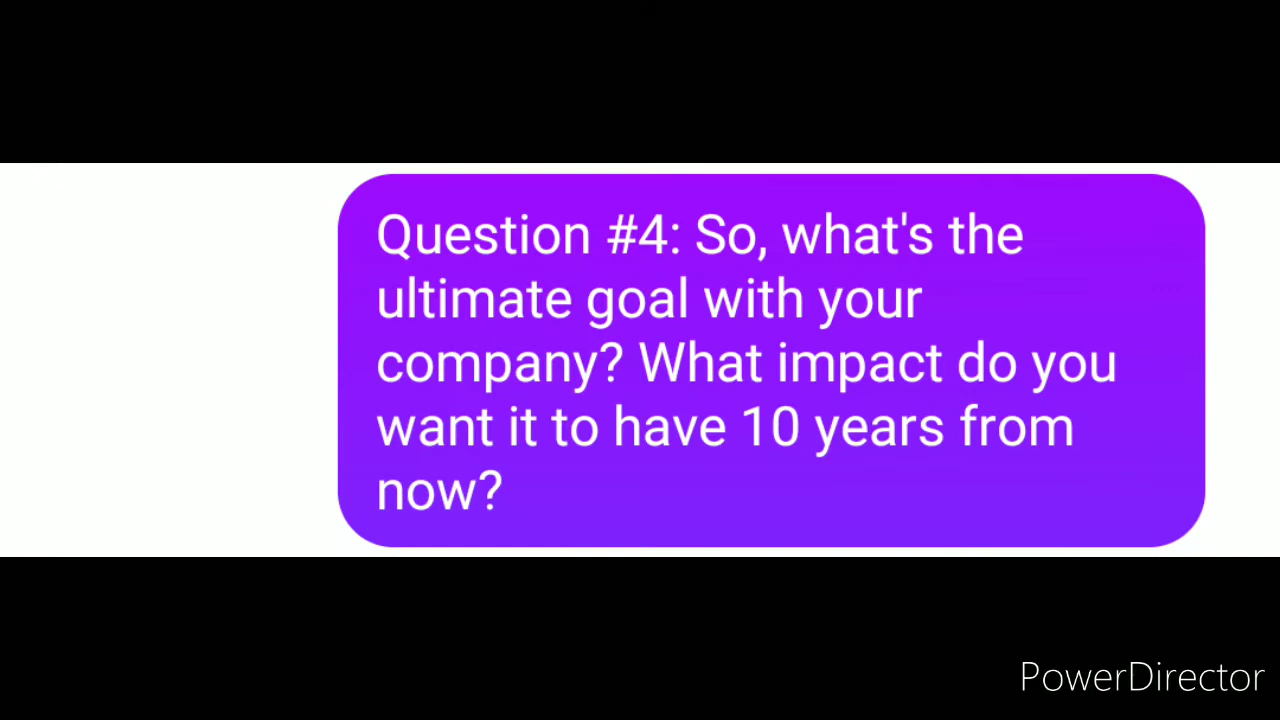 Question #4: So, what's the
ultimate goal with your
company? What impact do you
want it to have 10 years from
now?
PowerDirector